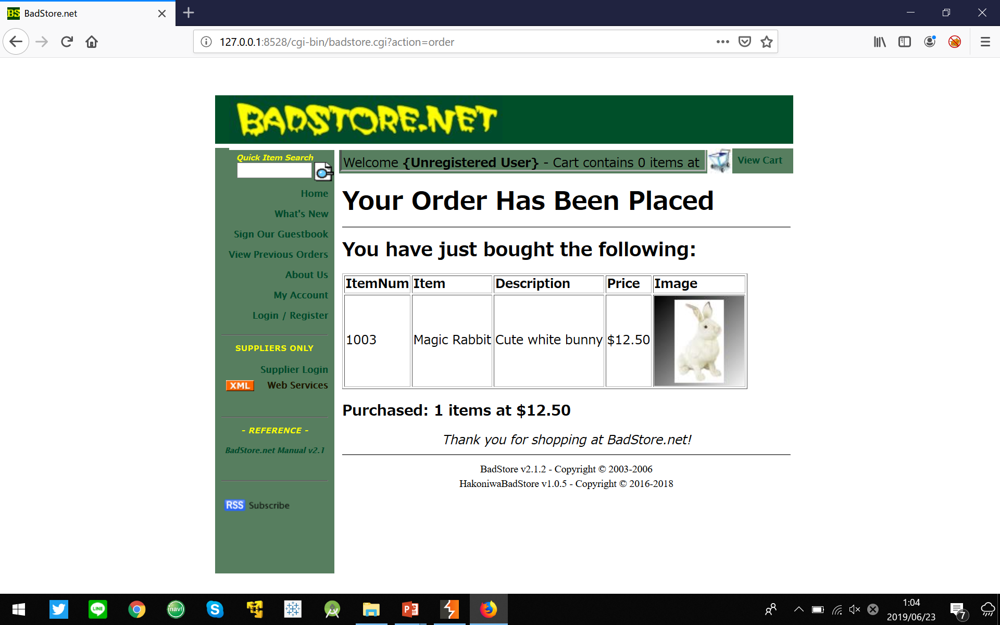 BS BadStore.net
127.0.0.1:8528/cgi-bin/badstore.cgi?action=order
BADSTORE.NET
Quick Item Search
Welcome {Unregistered User} - Cart contains 0 items at
View Cart
Home
What's New
Sign Our Guestbook
View Previous Orders
About Us
My Account
Login / Register
SUPPLIERS ONLY
Supplier Login
XML Web Services
- REFERENCE -
BadStore.net Manual v2.1
RSS Subscribe
Your Order Has Been Placed
You have just bought the following:
ItemNum Item Description Price Image
1003 Magic Rabbit Cute white bunny $12.50
Purchased: 1 items at $12.50
Thank you for shopping at BadStore.net!
BadStore v2.1.2 - Copyright © 2003-2006
HakoniwaBadStore v1.0.5 - Copyright © 2016-2018
LINE
nav!
1:04
2019/06/23
7